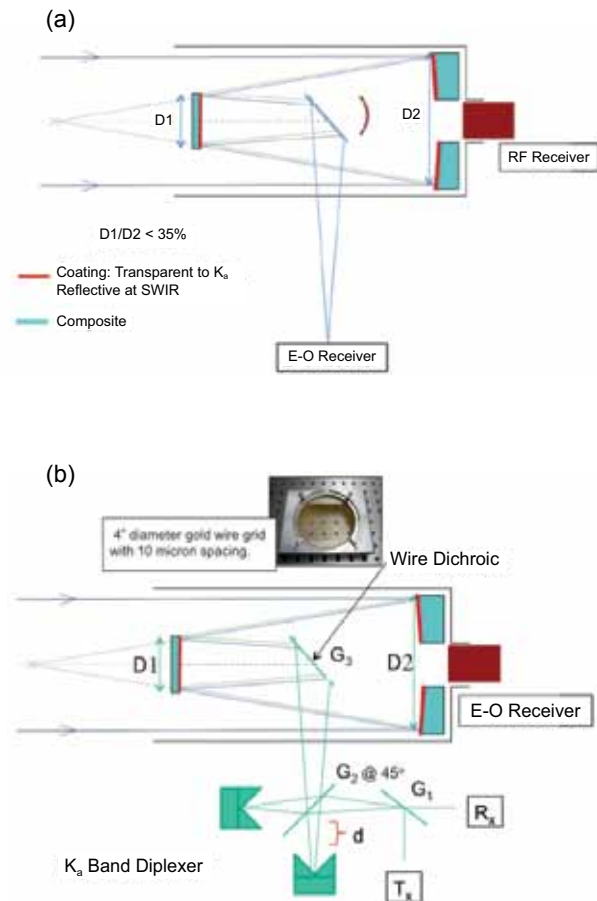 (a)
D1
D2
RF Receiver
D1/D2 < 35%
Coating: Transparent to Kₐ
Reflective at SWIR
Composite
E-O Receiver
(b)
4" diameter gold wire grid
with 10 micron spacing.
Wire Dichroic
D1
G₃
D2
E-O Receiver
G₂ @ 45°
G₁
Rₓ
d
Kₐ Band Diplexer
Tₓ